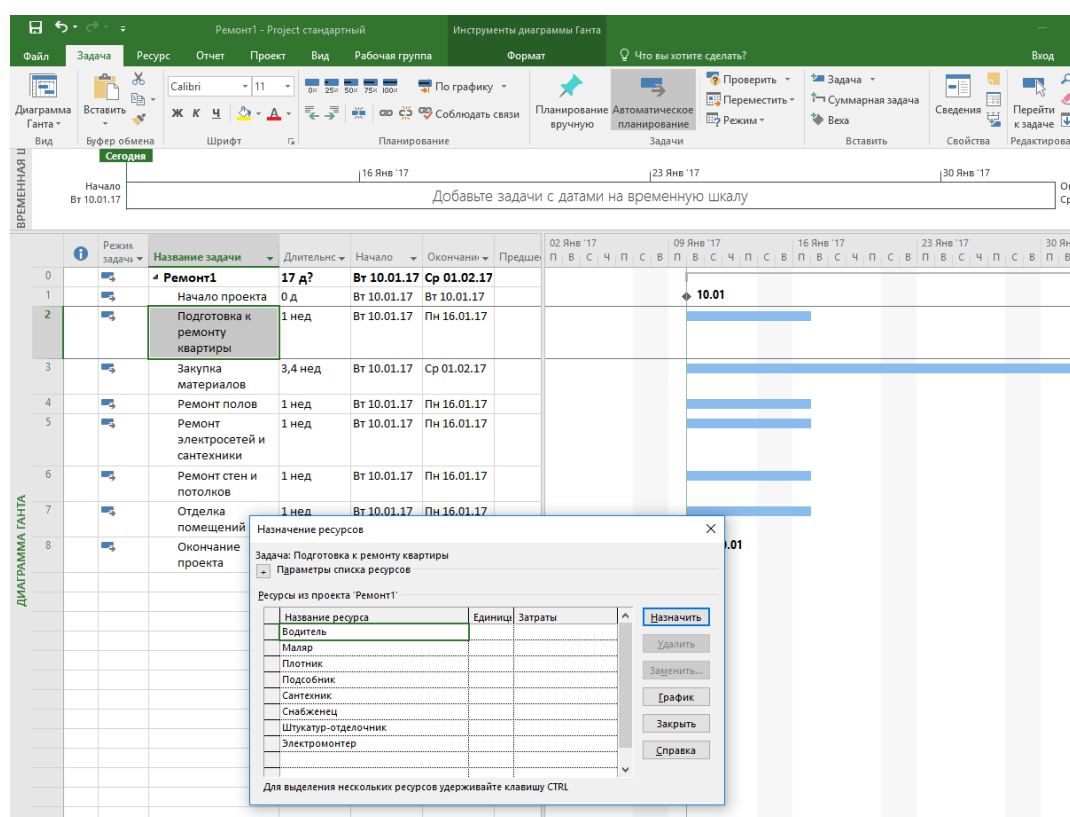 Ремонт1 - Project стандартный
Инструменты диаграммы Ганта
Файл Задача Ресурс Отчет Проект Вид Рабочая группа Формат Что вы хотите сделать? Вход
Диаграмма Ганта
Вид
Вставить
Буфер обмена
Calibri 11
Ж К Ч
Шрифт
0× 25× 50× 75× 100×
По графику
Соблюдать связи
Планирование
Планирование вручную
Автоматическое планирование
Проверить
Переместить
Режим
Задачи
Задача
Суммарная задача
Веха
Вставить
Сведения
Свойства
Перейти к задаче
Редактирова
ВРЕМЕННАЯ Ш
Сегодня
16 Янв '17 23 Янв '17 30 Янв '17
Начало
Вт 10.01.17
Добавьте задачи с датами на временную шкалу
Ср
ДИАГРАММА ГАНТА
Режим задачи Название задачи Длительнс Начало Окончани Предше
02 Янв '17 09 Янв '17 16 Янв '17 23 Янв '17 30 Ян
П В С Ч П С В П В С Ч П С В П В С Ч П С В П В С Ч П С В П В
0 Ремонт1 17 д? Вт 10.01.17 Ср 01.02.17
1 Начало проекта 0 д Вт 10.01.17 Вт 10.01.17 10.01
2 Подготовка к 1 нед Вт 10.01.17 Пн 16.01.17
ремонту
квартиры
3 Закупка 3,4 нед Вт 10.01.17 Ср 01.02.17
материалов
4 Ремонт полов 1 нед Вт 10.01.17 Пн 16.01.17
5 Ремонт 1 нед Вт 10.01.17 Пн 16.01.17
электросетей и
сантехники
6 Ремонт стен и 1 нед Вт 10.01.17 Пн 16.01.17
потолков
7 Отделка 1 нед Вт 10.01.17 Пн 16.01.17
помещений
8 Окончание .01
проекта
Назначение ресурсов
Задача: Подготовка к ремонту квартиры
+ Параметры списка ресурсов
Ресурсы из проекта 'Ремонт1'
Название ресурса Единиц Затраты
Водитель
Маляр
Плотник
Подсобник
Сантехник
Снабженец
Штукатур-отделочник
Электромонтер
Назначить
Удалить
Заменить...
График
Закрыть
Справка
Для выделения нескольких ресурсов удерживайте клавишу CTRL